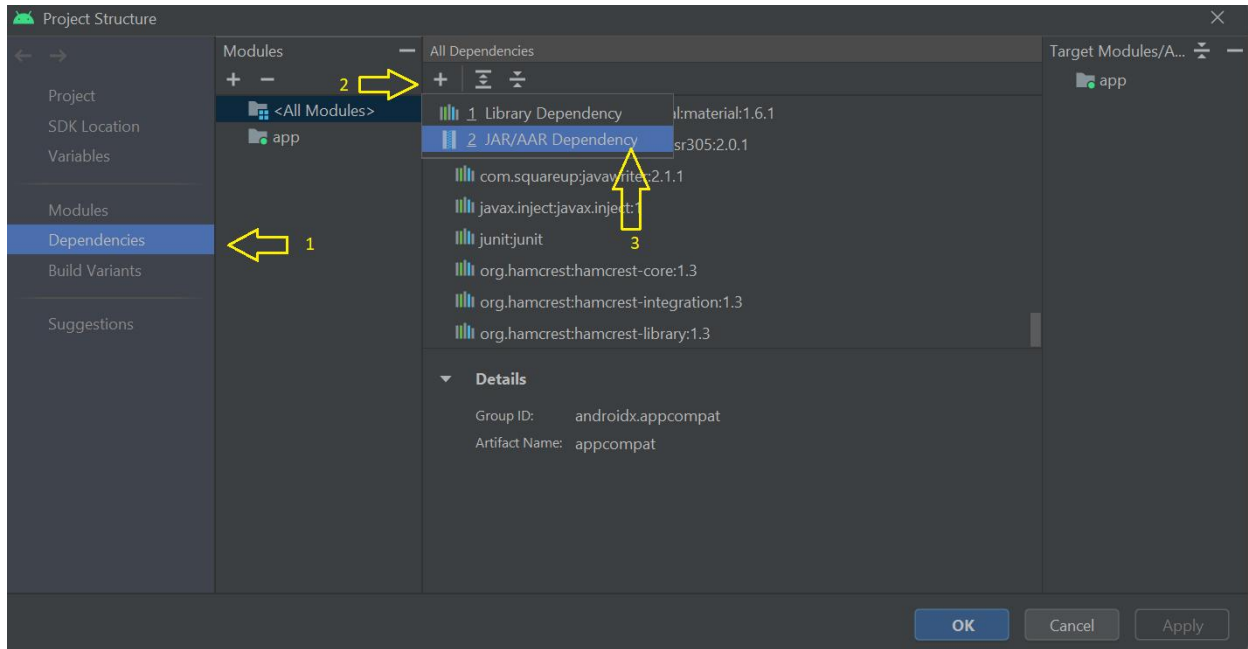 Project Structure
Project
SDK Location
Variables
Modules
Dependencies
Build Variants
Suggestions
1
Modules
2
<All Modules>
app
All Dependencies
1 Library Dependency
2 JAR/AAR Dependency
al:material:1.6.1
sr305:2.0.1
com.squareup:javawriter:2.1.1
javax.inject:javax.inject:1
junit:junit
3
org.hamcrest:hamcrest-core:1.3
org.hamcrest:hamcrest-integration:1.3
org.hamcrest:hamcrest-library:1.3
Details
Group ID: androidx.appcompat
Artifact Name: appcompat
Target Modules/A...
app
OK
Cancel
Apply